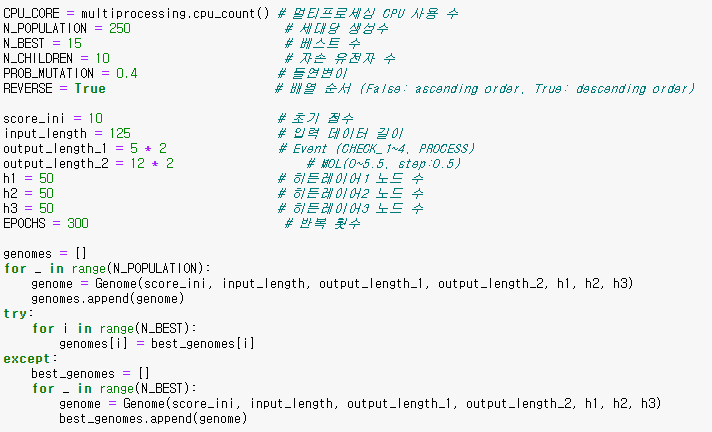 CPU_CORE = multiprocessing.cpu_count() # 멀티프로세싱 CPU 사용 수
N_POPULATION = 250 # 세대당 생성수
N_BEST = 15 # 베스트 수
N_CHILDREN = 10 # 자손 유전자 수
PROB_MUTATION = 0.4 # 돌연변이
REVERSE = True # 배열 순서 (False: ascending order, True: descending order)

score_ini = 10 # 초기 점수
input_length = 125 # 입력 데이터 길이
output_length_1 = 5 * 2 # Event (CHECK_1~4, PROCESS)
output_length_2 = 12 * 2 # MOL(0~5.5, step:0.5)
h1 = 50 # 히든레이어1 노드 수
h2 = 50 # 히든레이어2 노드 수
h3 = 50 # 히든레이어3 노드 수
EPOCHS = 300 # 반복 횟수

genomes = []
for _ in range(N_POPULATION):
    genome = Genome(score_ini, input_length, output_length_1, output_length_2, h1, h2, h3)
    genomes.append(genome)
try:
    for i in range(N_BEST):
        genomes[i] = best_genomes[i]
except:
    best_genomes = []
    for _ in range(N_BEST):
        genome = Genome(score_ini, input_length, output_length_1, output_length_2, h1, h2, h3)
        best_genomes.append(genome)